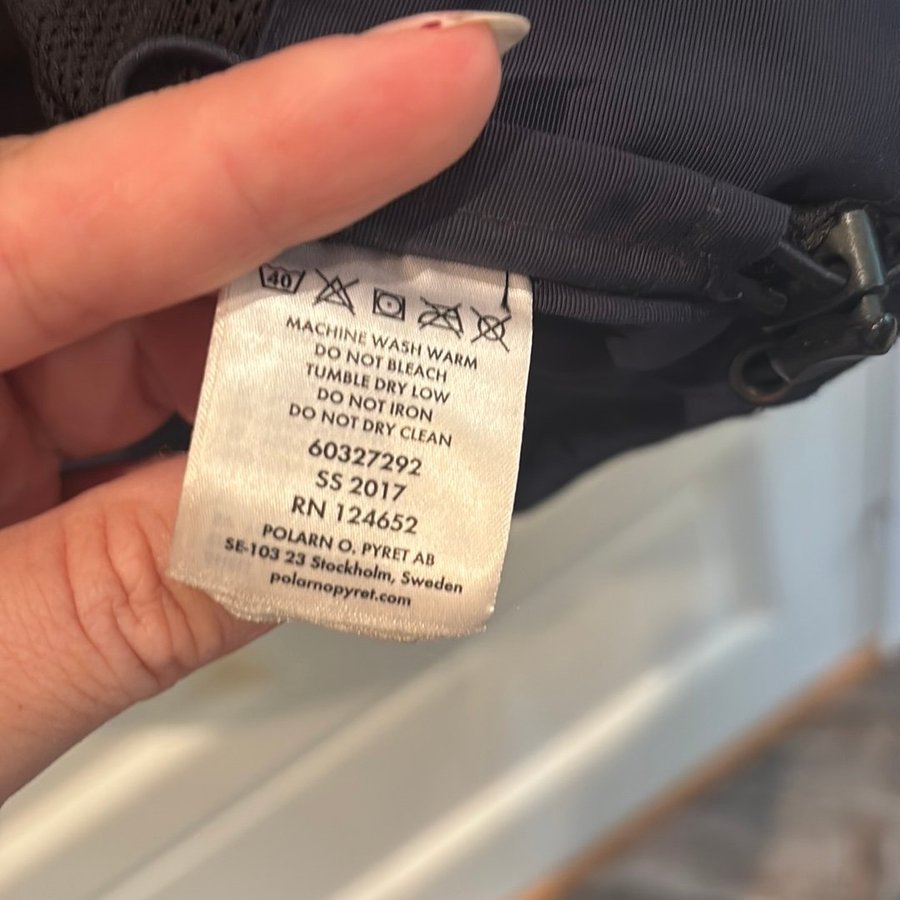 40
MACHINE WASH WARM
DO NOT BLEACH
TUMBLE DRY LOW
DO NOT IRON
DO NOT DRY CLEAN
60327292
SS 2017
RN 124652
POLARN O. PYRET AB
SE-103 23 Stockholm, Sweden
polarnopyret.com